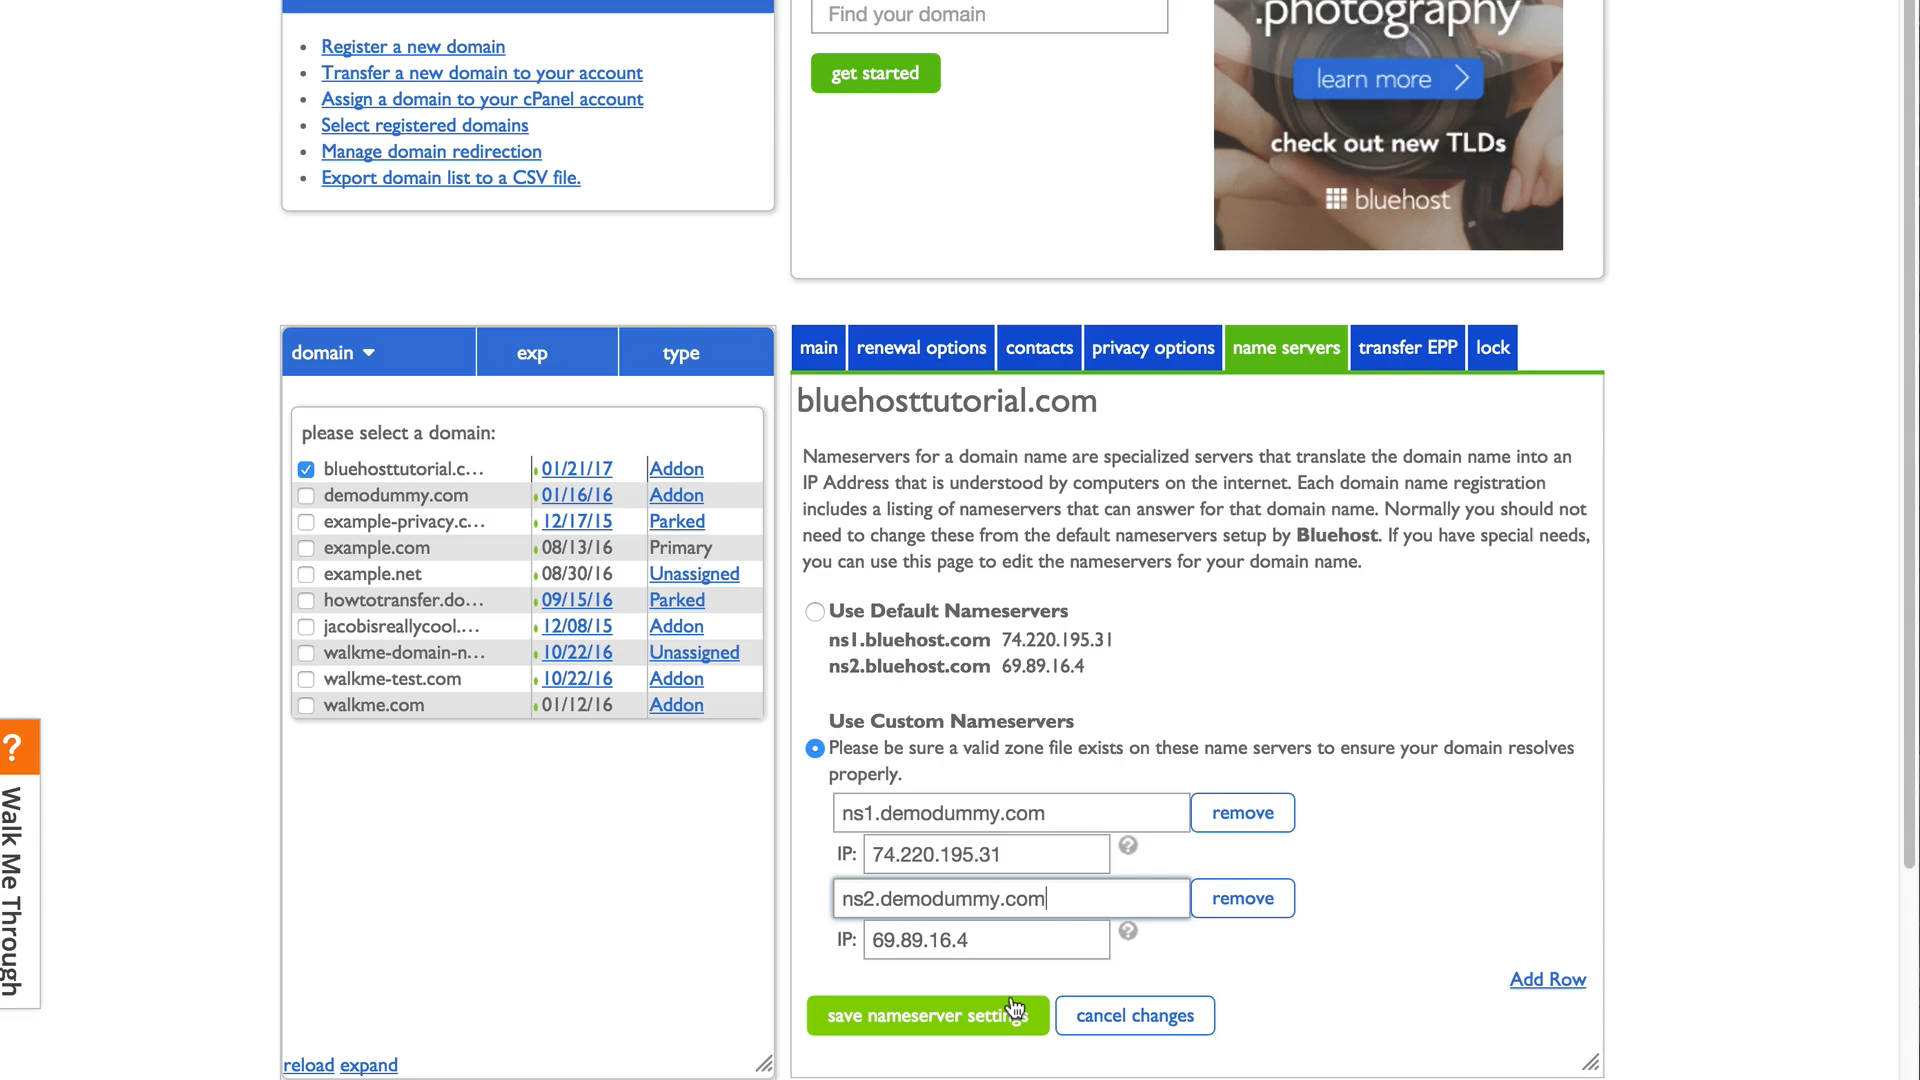 Register a new domain
Transfer a new domain to your account
Assign a domain to your cPanel account
Select registered domains
Manage domain redirection
Export domain list to a CSV file.
Find your domain
get started
.photography
learn more
check out new TLDs
bluehost
domain exp type
please select a domain:
bluehosttutorial.c... 01/21/17 Addon
demodummy.com 01/16/16 Addon
example-privacy.c... 12/17/15 Parked
example.com 08/13/16 Primary
example.net 08/30/16 Unassigned
howtotransfer.do... 09/15/16 Parked
jacobisreallycool.... 12/08/15 Addon
walkme-domain-n... 10/22/16 Unassigned
walkme-test.com 10/22/16 Addon
walkme.com 01/12/16 Addon
reload expand
main renewal options contacts privacy options name servers transfer EPP lock
bluehosttutorial.com
Nameservers for a domain name are specialized servers that translate the domain name into an
IP Address that is understood by computers on the internet. Each domain name registration
includes a listing of nameservers that can answer for that domain name. Normally you should not
need to change these from the default nameservers setup by Bluehost. If you have special needs,
you can use this page to edit the nameservers for your domain name.
Use Default Nameservers
ns1.bluehost.com 74.220.195.31
ns2.bluehost.com 69.89.16.4
Use Custom Nameservers
Please be sure a valid zone file exists on these name servers to ensure your domain resolves
properly.
ns1.demodummy.com remove
IP: 74.220.195.31 ?
ns2.demodummy.com remove
IP: 69.89.16.4 ?
Add Row
save nameserver settings cancel changes
? Walk Me Through